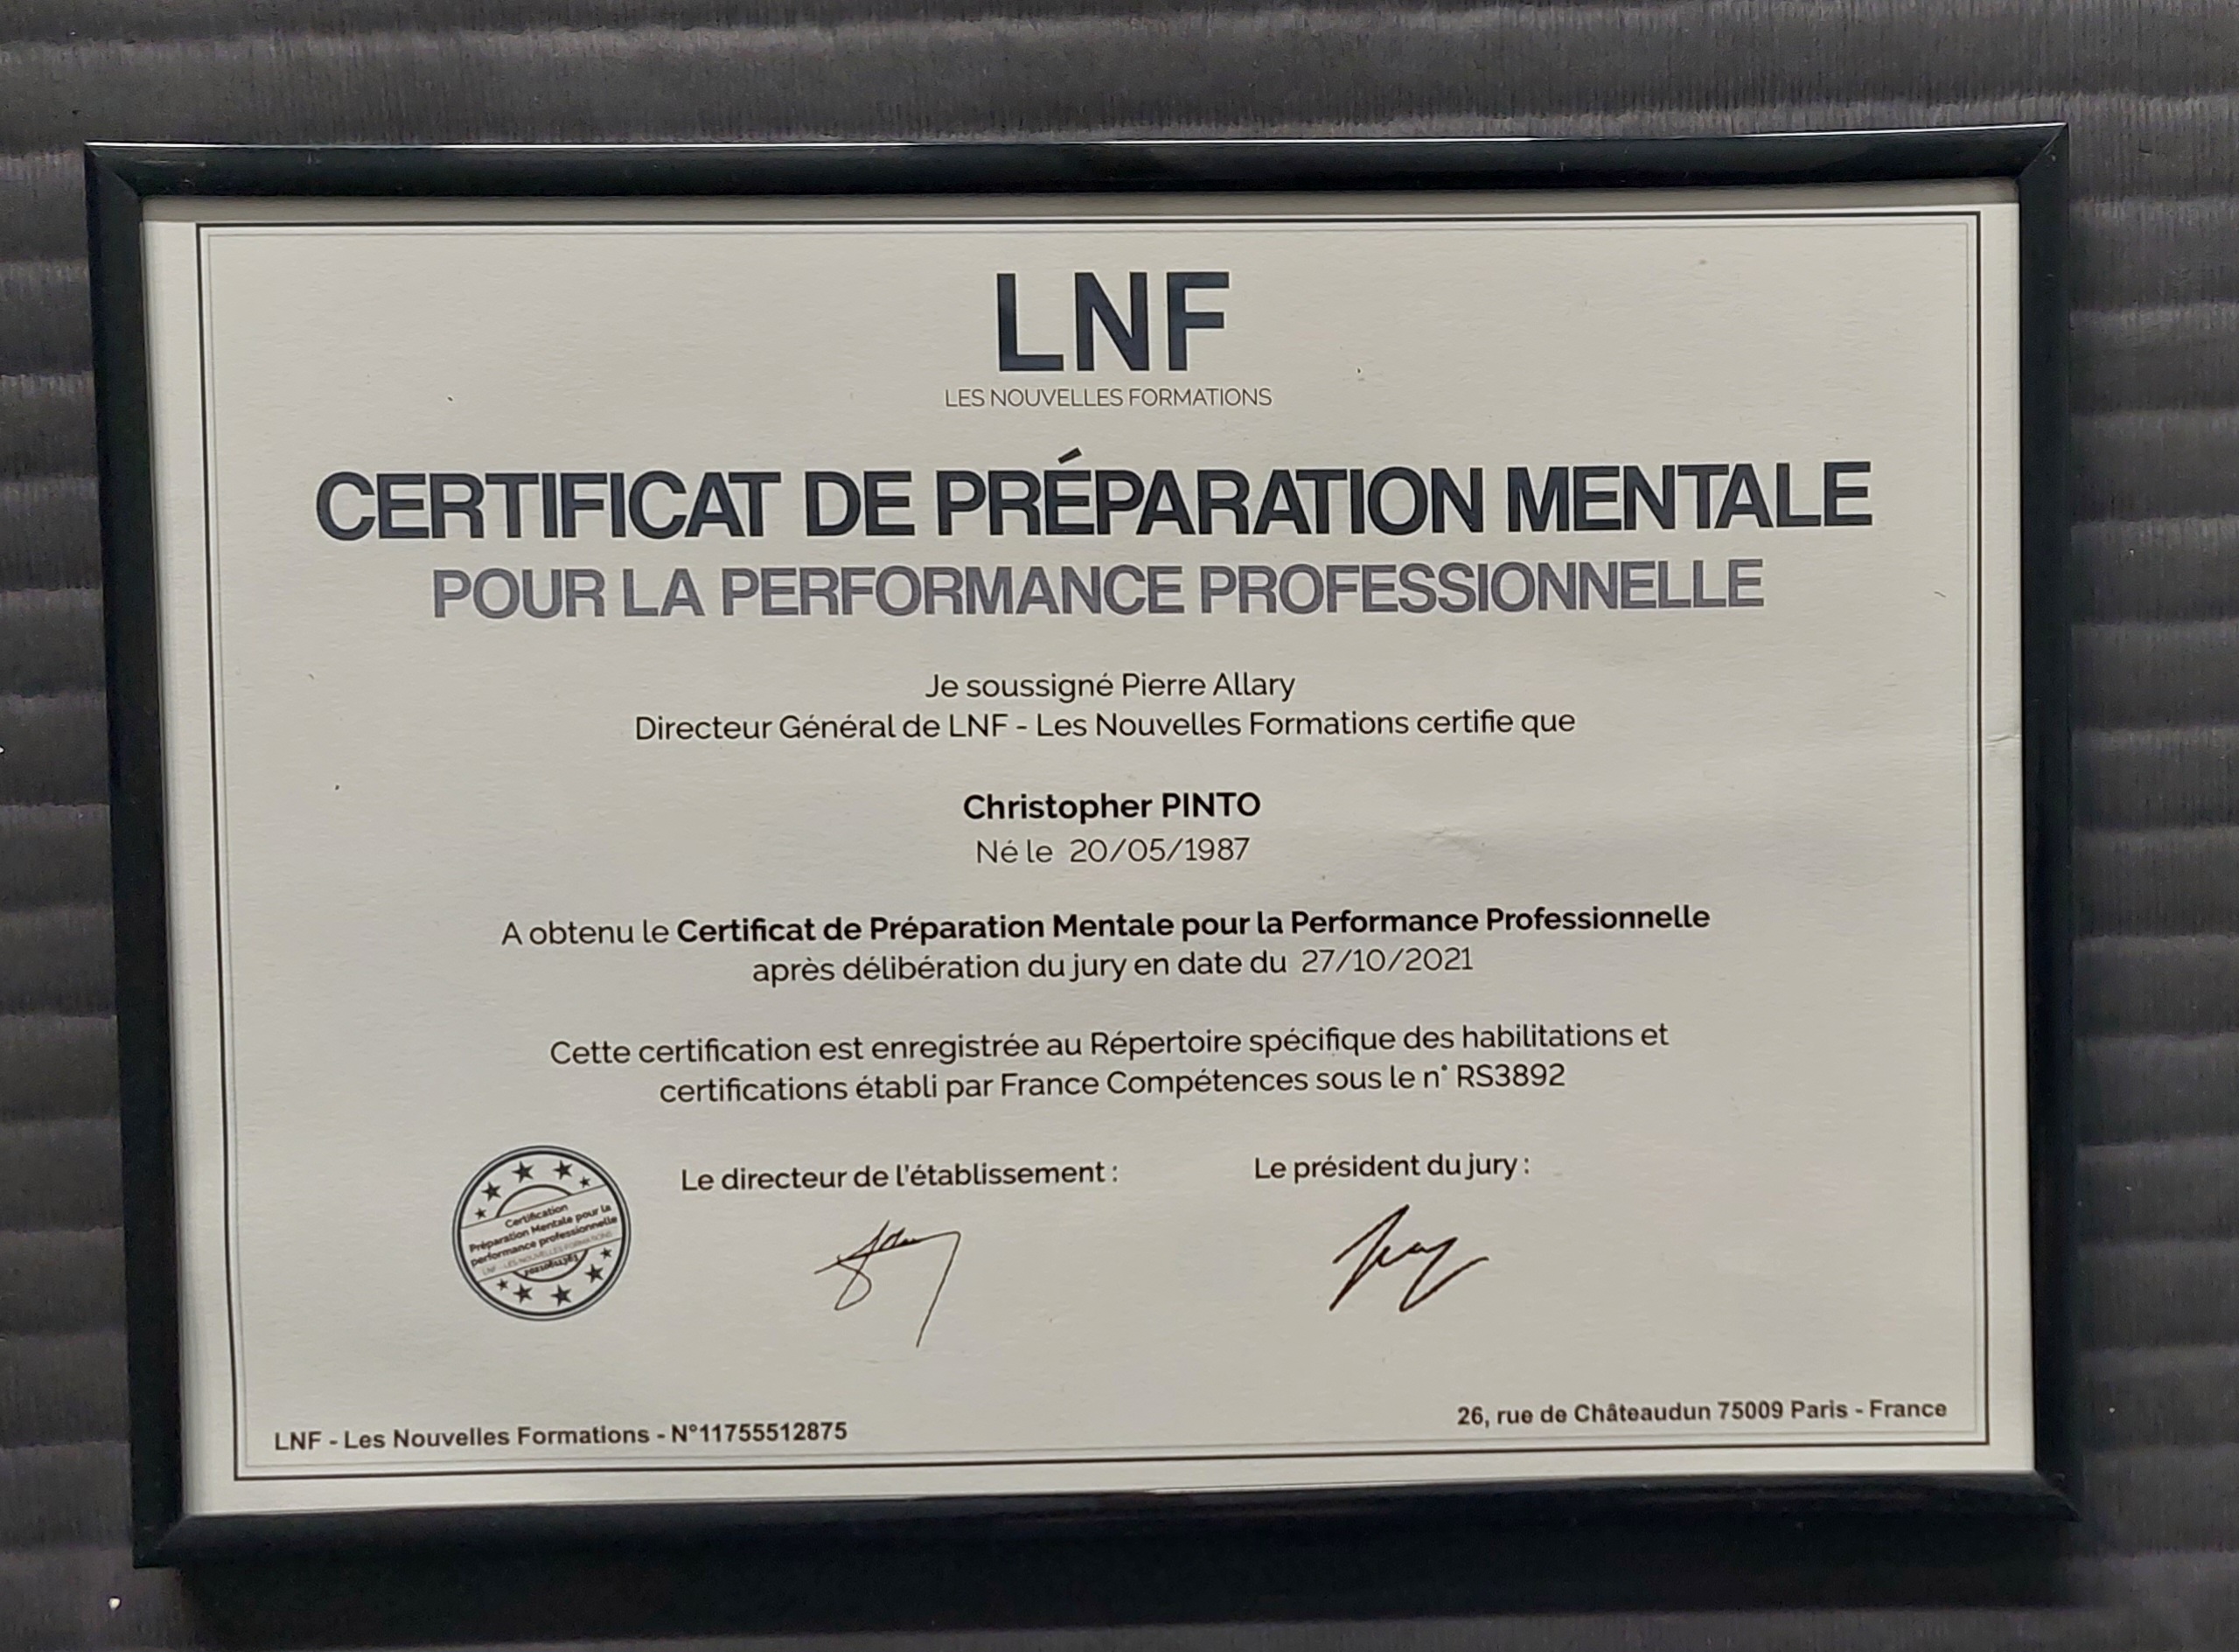 LNF
LES NOUVELLES FORMATIONS
CERTIFICAT DE PRÉPARATION MENTALE
POUR LA PERFORMANCE PROFESSIONNELLE
Je soussigné Pierre Allary
Directeur Général de LNF - Les Nouvelles Formations certifie que
Christopher PINTO
Né le 20/05/1987
A obtenu le Certificat de Préparation Mentale pour la Performance Professionnelle
après délibération du jury en date du 27/10/2021
Cette certification est enregistrée au Répertoire spécifique des habilitations et
certifications établi par France Compétences sous le n° RS3892
Certification
Préparation Mentale pour la
performance professionnelle
LNF - LES NOUVELLES FORMATIONS
Le directeur de l'établissement :
Le président du jury :
LNF - Les Nouvelles Formations - N°11755512875
26, rue de Châteaudun 75009 Paris - France